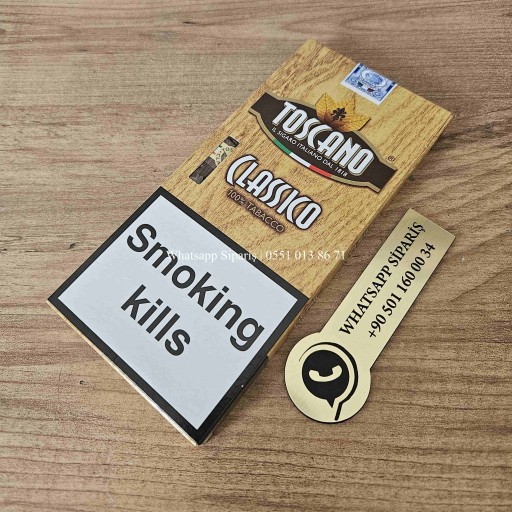 TOSCANO
IL SIGARO ITALIANO DAL 1818
®
CLASSICO
100% TABACCO
Smoking
kills
Whatsapp Sipariş | 0551 013 86 71
WHATSAPP SİPARİŞ
+90 501 160 00 34